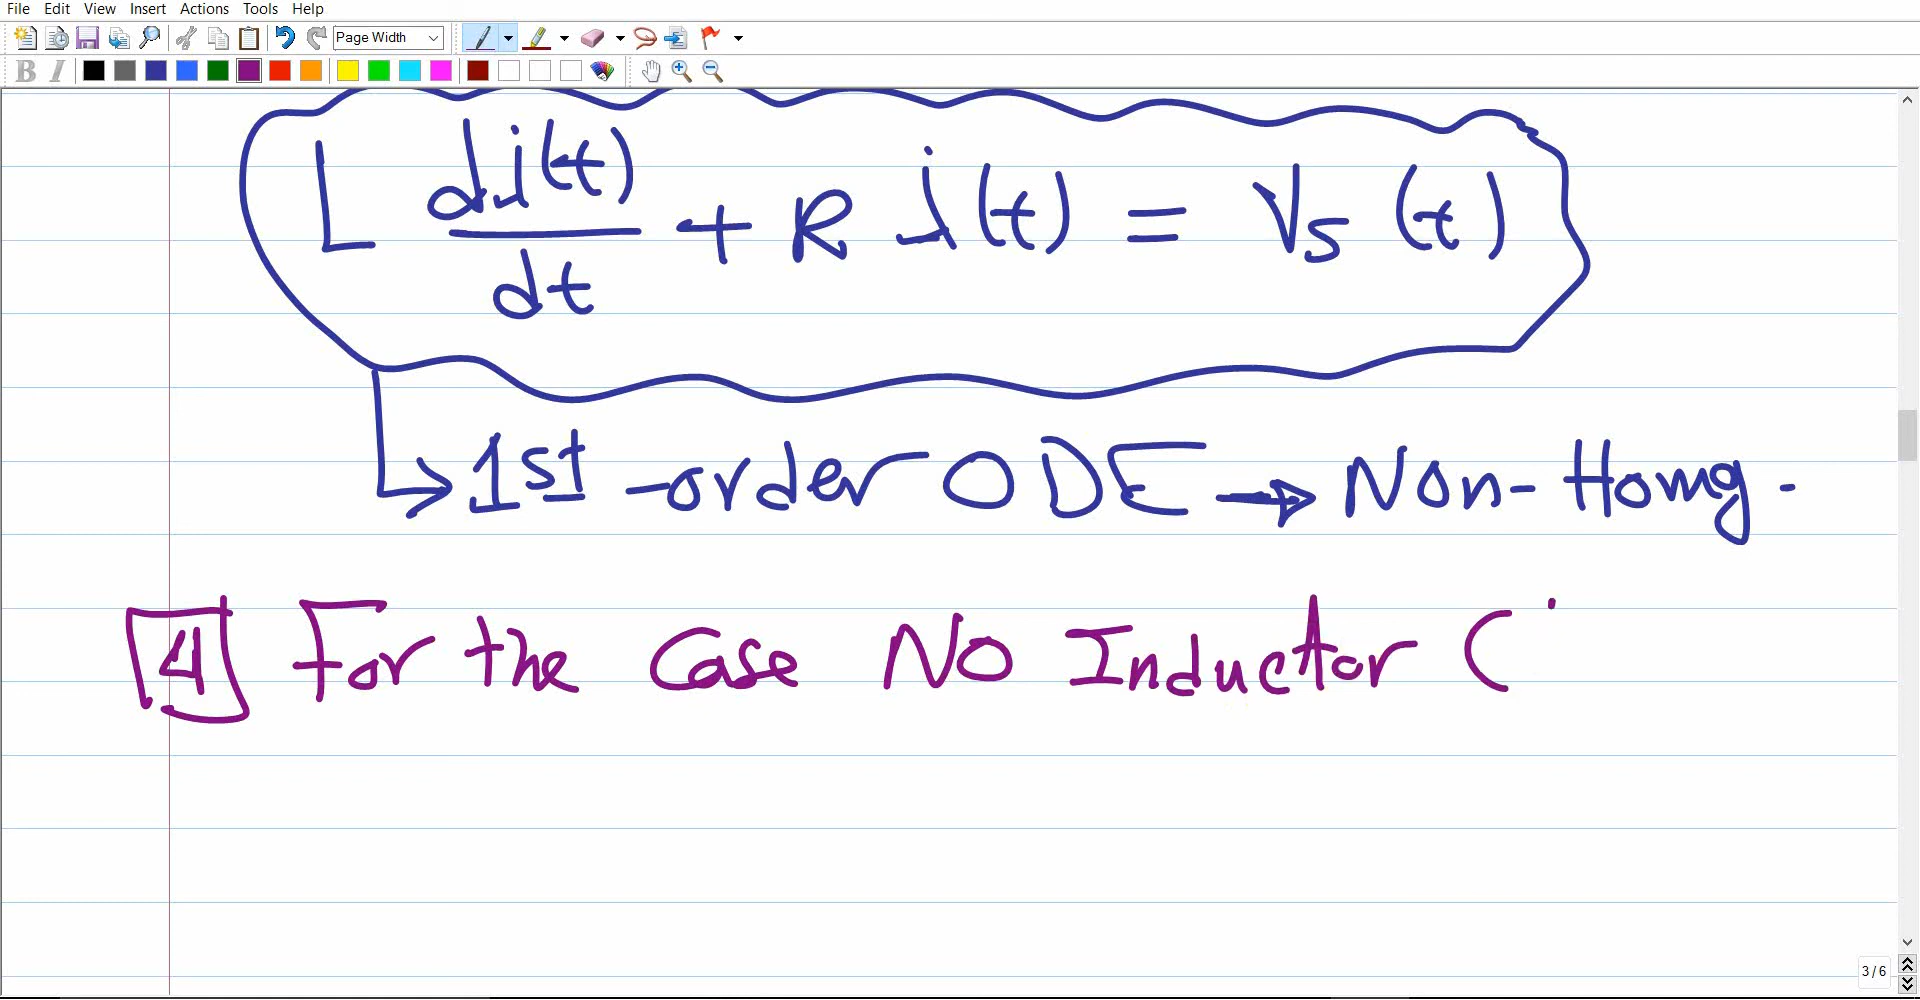 File Edit View Insert Actions Tools Help
Page Width
B I
L di(t)/dt + R i(t) = Vs(t)
1st-order ODE → Non-Homg.
4 For the Case No Inductor (
3 / 6